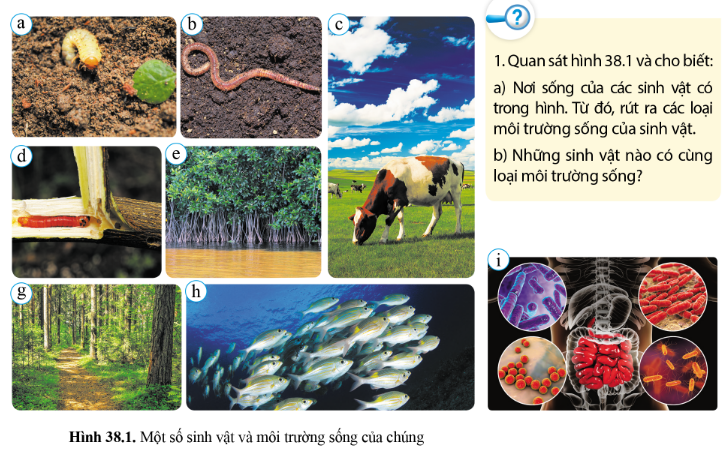 a
b
c
?
1. Quan sát hình 38.1 và cho biết:
a) Nơi sống của các sinh vật có
trong hình. Từ đó, rút ra các loại
môi trường sống của sinh vật.
b) Những sinh vật nào có cùng
loại môi trường sống?
d
e
g
h
i
Hình 38.1. Một số sinh vật và môi trường sống của chúng